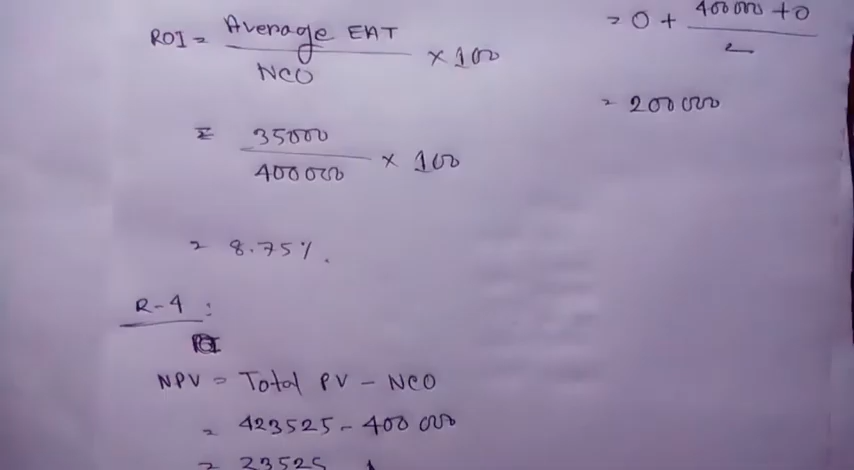 ROI = Average EAT / NCO × 100
= 35000 / 400000 × 100
= 8.75%.
= 0 + 400000 + 0 / 2
= 200000
R-4 :
NPV = Total PV - NCO
= 423525 - 400000
= 23525